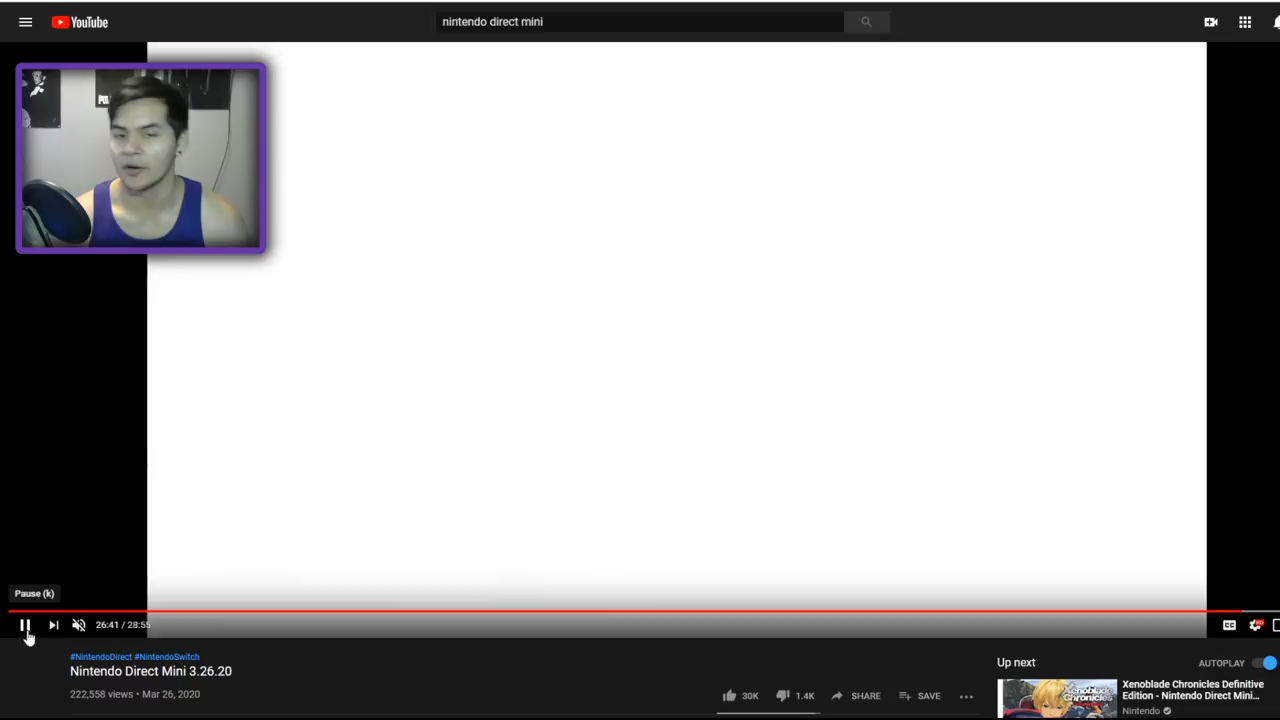 YouTube
nintendo direct mini
Pause (k)
26:41 / 28:55
#NintendoDirect #NintendoSwitch
Nintendo Direct Mini 3.26.20
222,558 views • Mar 26, 2020
30K
1.4K
SHARE
SAVE
Up next
AUTOPLAY
Xenoblade Chronicles Definitive
Edition - Nintendo Direct Mini...
Nintendo